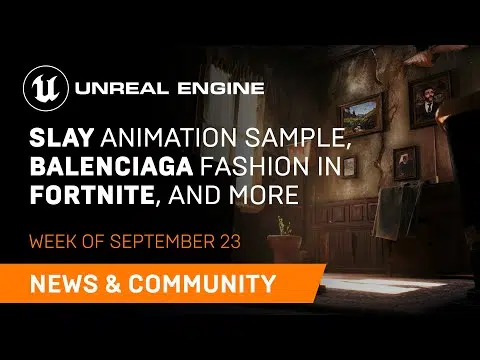 UNREAL ENGINE
SLAY ANIMATION SAMPLE,
BALENCIAGA FASHION IN
FORTNITE, AND MORE
WEEK OF SEPTEMBER 23
NEWS & COMMUNITY